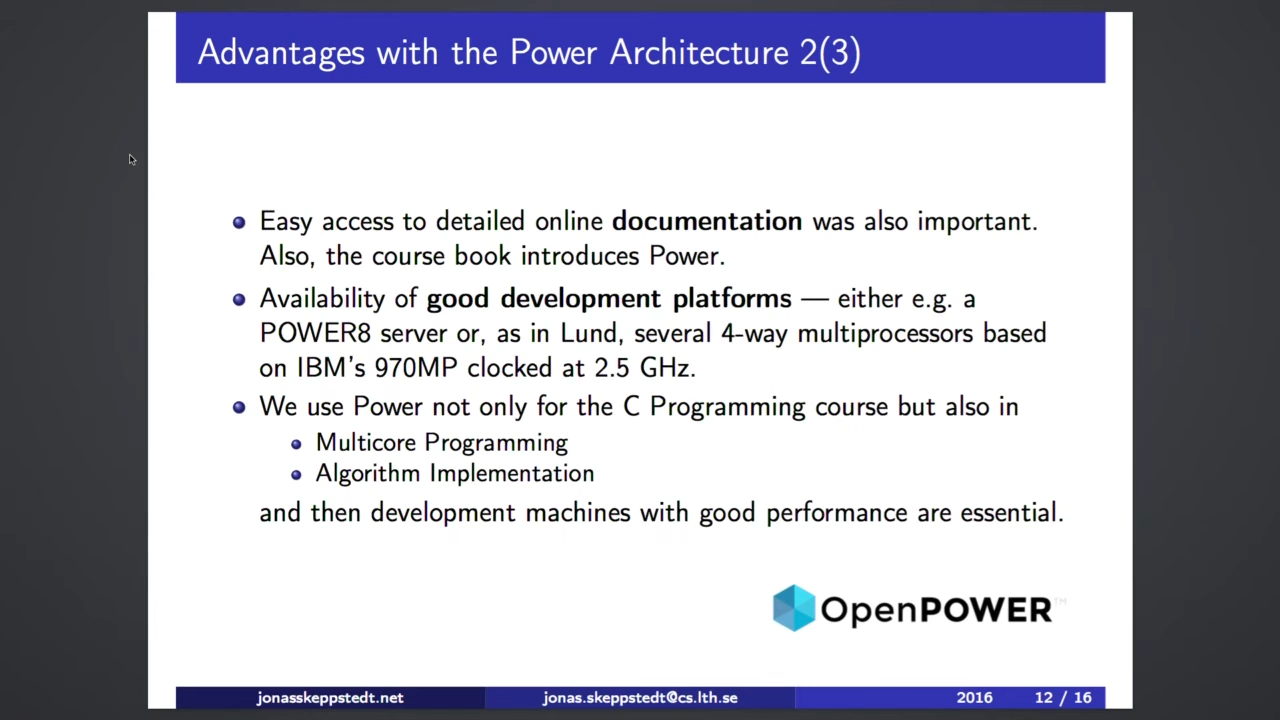 Advantages with the Power Architecture 2(3)
Easy access to detailed online documentation was also important.
Also, the course book introduces Power.
Availability of good development platforms — either e.g. a
POWER8 server or, as in Lund, several 4-way multiprocessors based
on IBM's 970MP clocked at 2.5 GHz.
We use Power not only for the C Programming course but also in
Multicore Programming
Algorithm Implementation
and then development machines with good performance are essential.
OpenPOWER™
jonasskeppstedt.net jonas.skeppstedt@cs.lth.se 2016 12 / 16